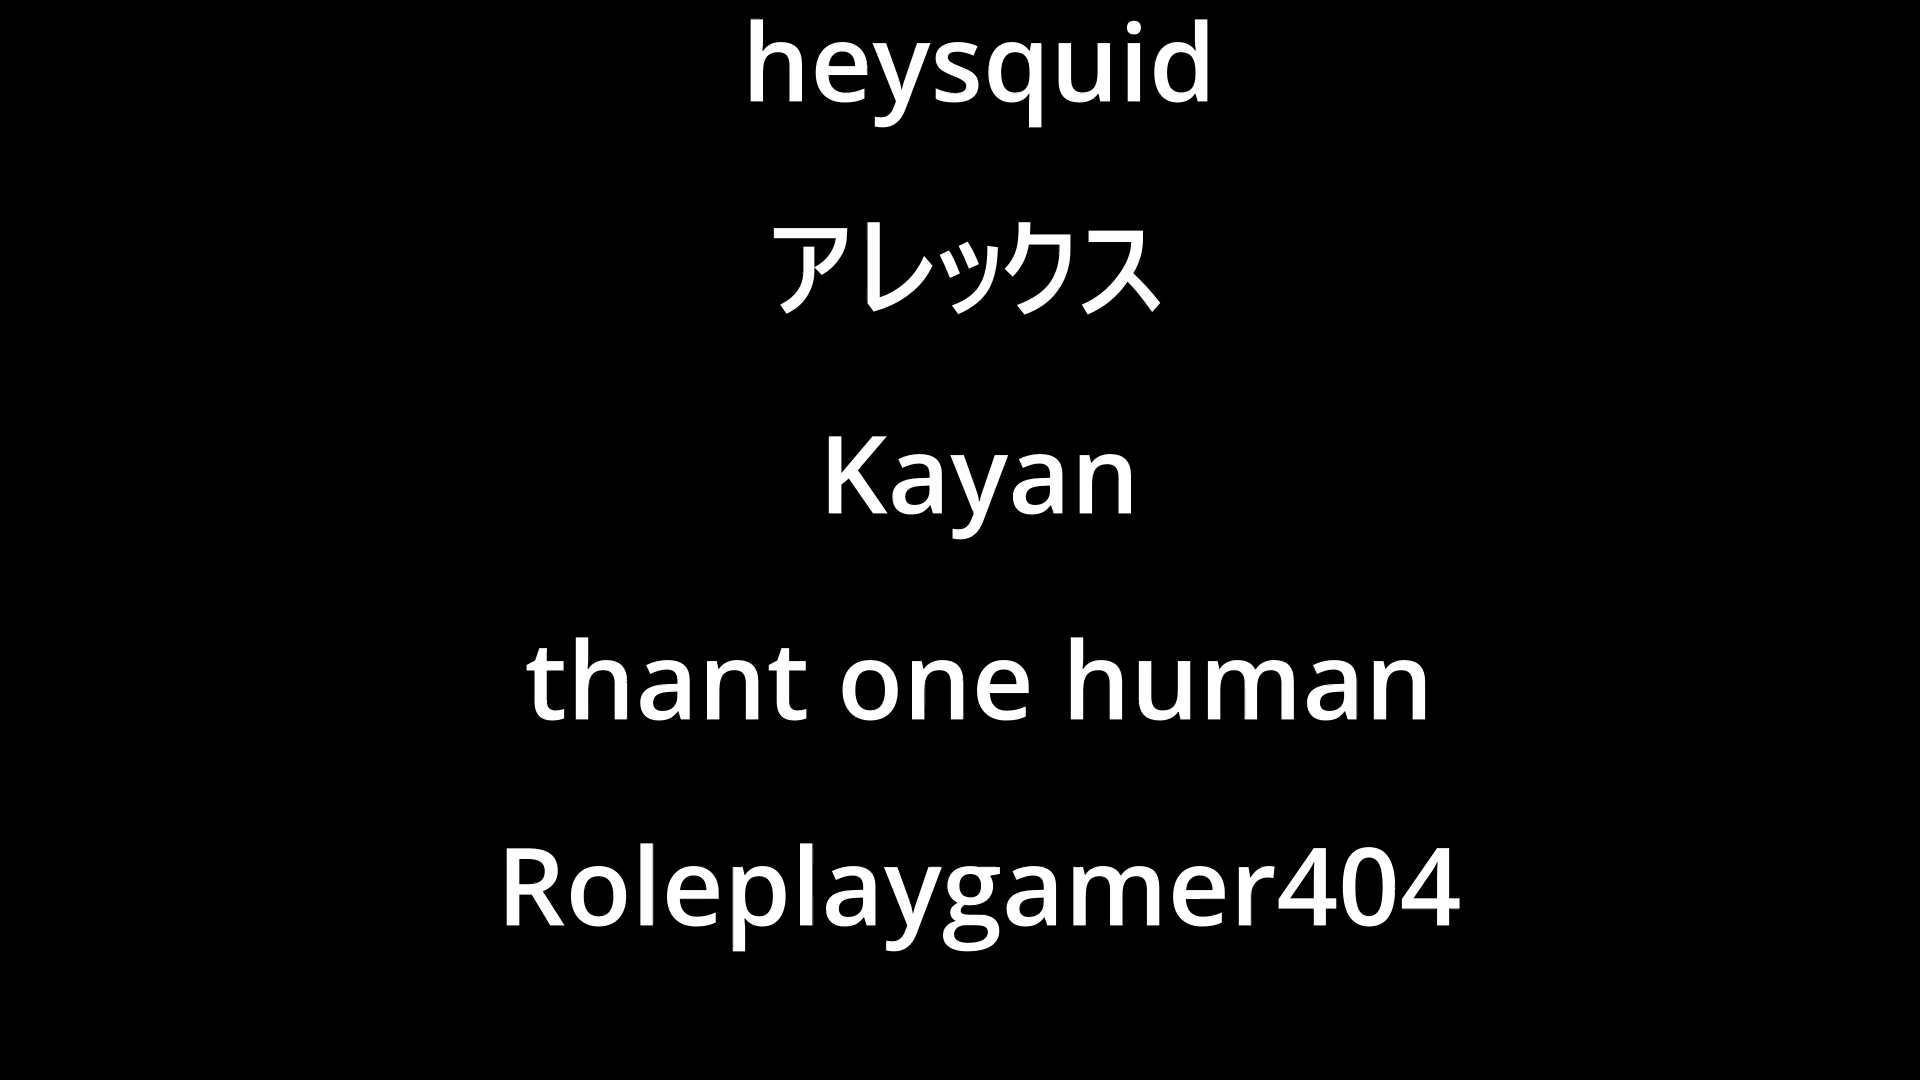 heysquid
アレックス
Kayan
thant one human
Roleplaygamer404